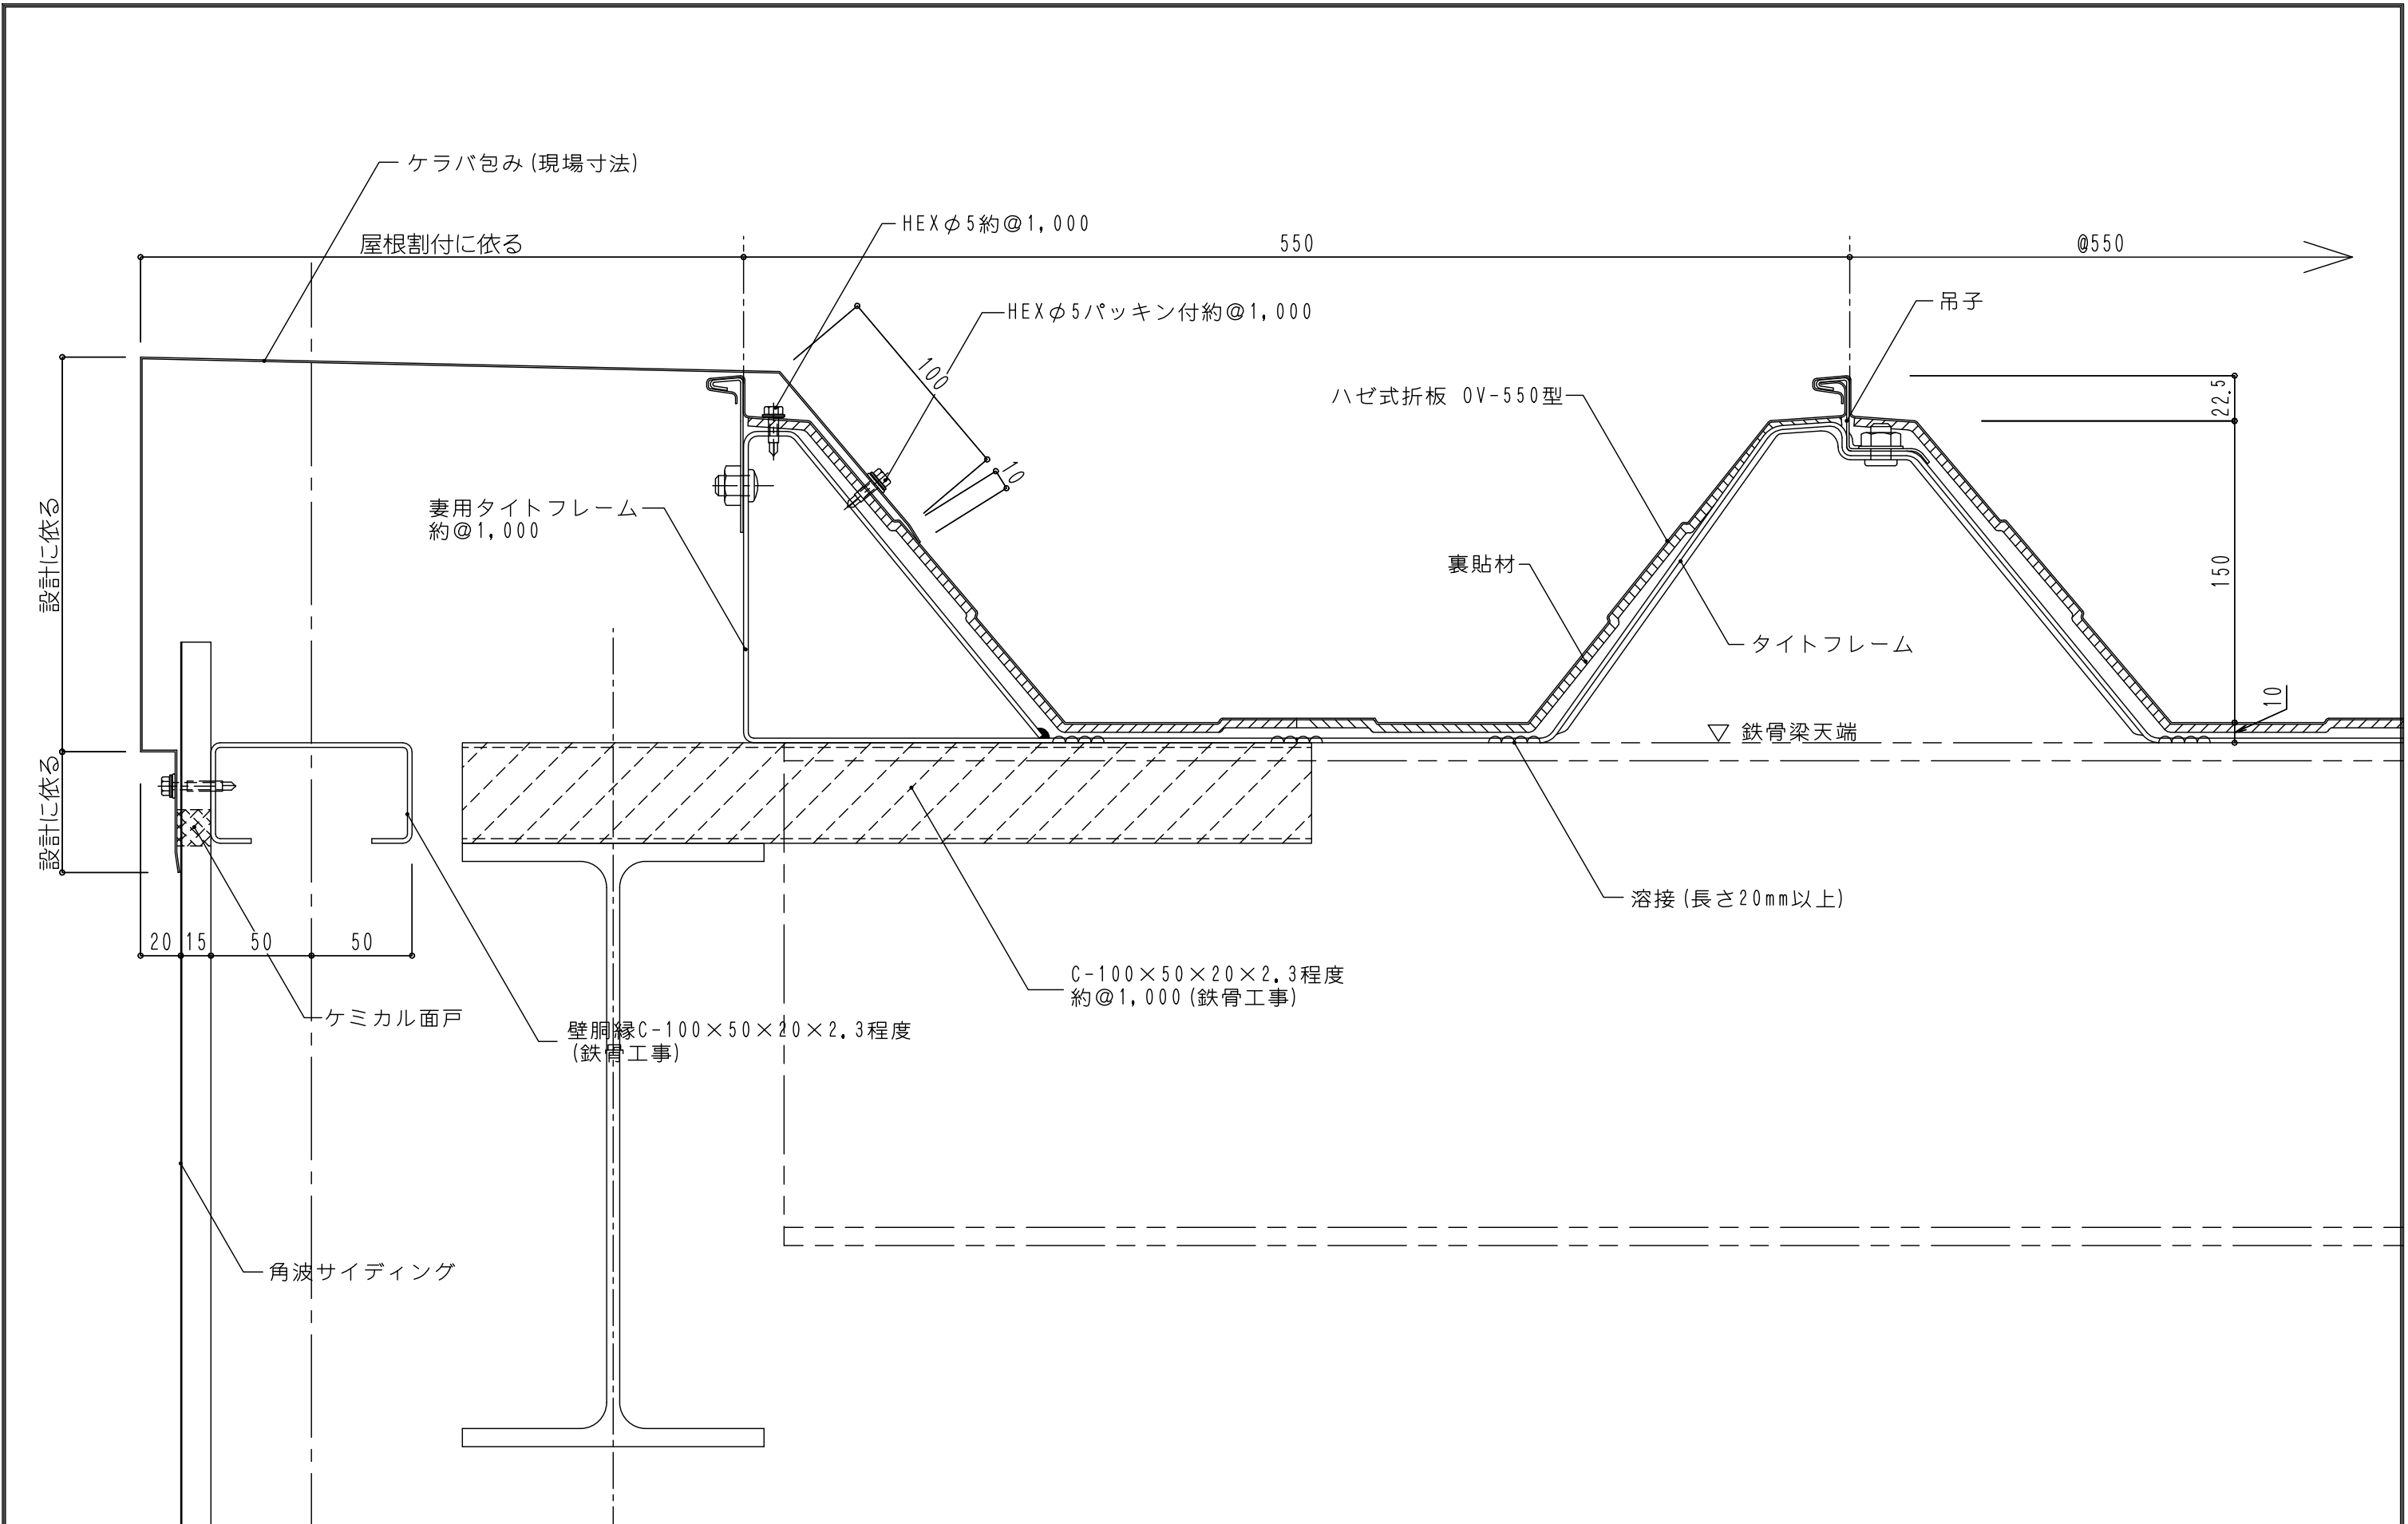 ケラバ包み(現場寸法)
HEXφ5約@1,000
屋根割付に依る
550
@550
吊子
HEXφ5パッキン付約@1,000
100
10
ハゼ式折板 OV-550型
22.5
妻用タイトフレーム
約@1,000
設計に依る
裏貼材
150
タイトフレーム
10
▽ 鉄骨梁天端
設計に依る
溶接(長さ20mm以上)
20
15
50
50
C-100×50×20×2.3程度
約@1,000(鉄骨工事)
ケミカル面戸
壁胴縁C-100×50×20×2.3程度
(鉄骨工事)
角波サイディング